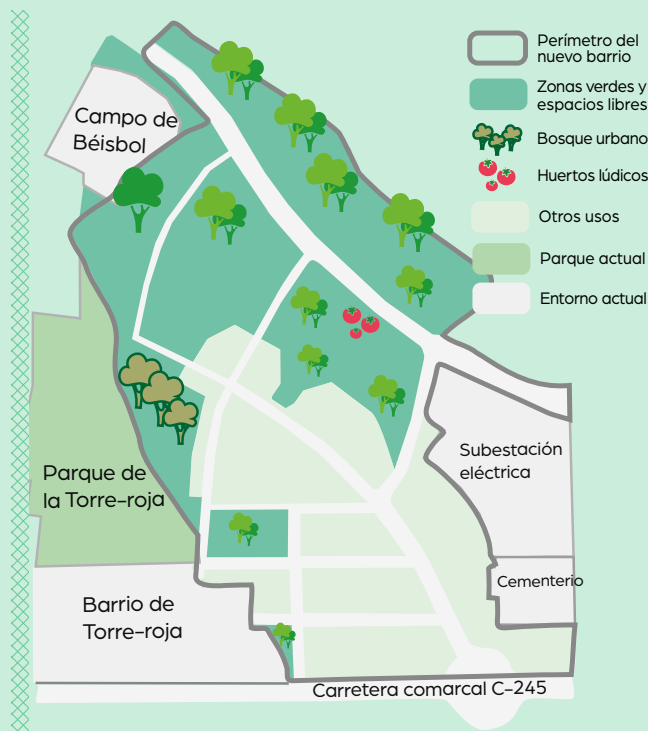 Perímetro del
nuevo barrio
Zonas verdes y
espacios libres
Bosque urbano
Huertos lúdicos
Otros usos
Parque actual
Entorno actual
Campo de
Béisbol
Subestación
eléctrica
Parque de
la Torre-roja
Cementerio
Barrio de
Torre-roja
Carretera comarcal C-245